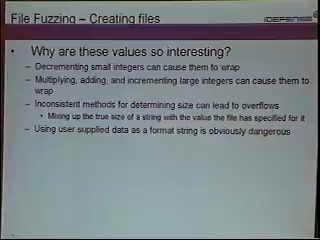 File Fuzzing – Creating files
iDEFENSE
• Why are these values so interesting?
– Decrementing small integers can cause them to wrap
– Multiplying, adding, and incrementing large integers can cause them to
wrap
– Inconsistent methods for determining size can lead to overflows
• Mixing up the true size of a string with the value the file has specified for it
– Using user supplied data as a format string is obviously dangerous